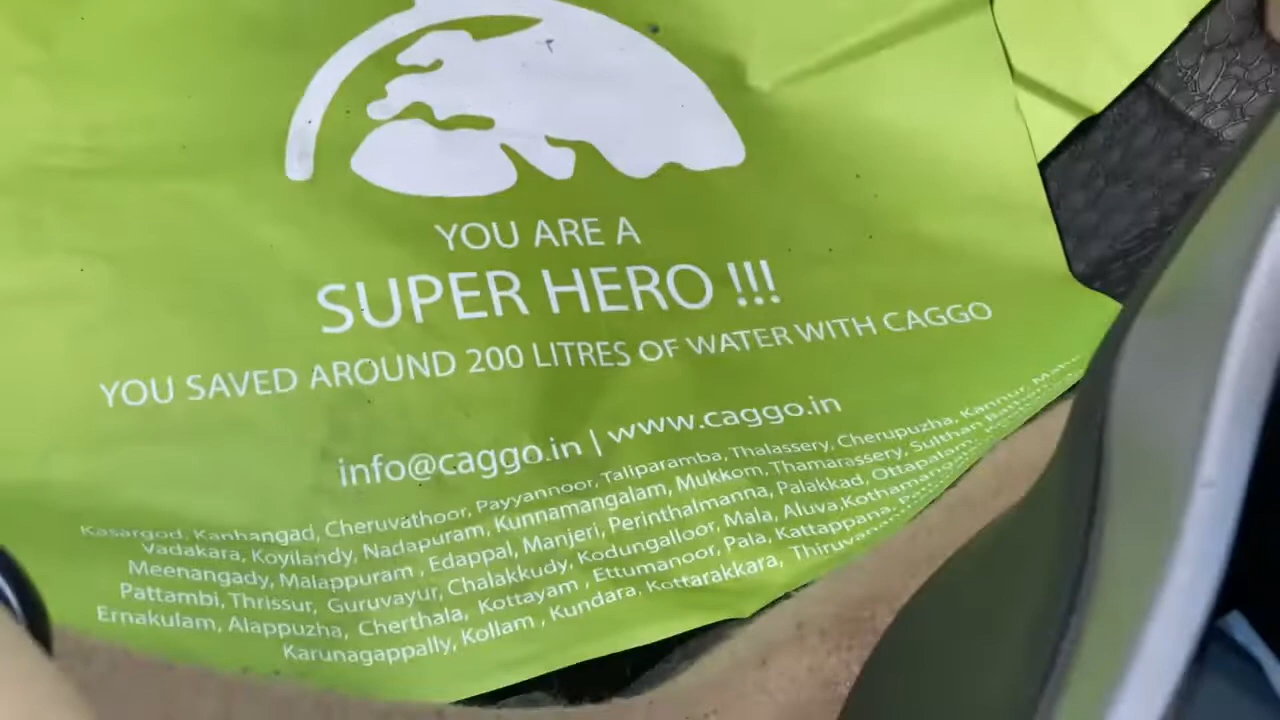 YOU ARE A
SUPER HERO !!!
YOU SAVED AROUND 200 LITRES OF WATER WITH CAGGO
info@caggo.in | www.caggo.in
Kasargod, Kanhangad, Cheruvathoor, Payyannoor, Taliparamba, Thalassery, Cherupuzha, Kannur,
Vadakara, Koyilandy, Nadapuram, Kunnamangalam, Mukkom, Thamarassery, Sulthan
Meenangady, Malappuram , Edappal, Manjeri, Perinthalmanna, Palakkad, Ottapalam,
Pattambi, Thrissur, Guruvayur, Chalakkudy, Kodungalloor, Mala, Aluva,
Ernakulam, Alappuzha, Cherthala, Kottayam , Ettumanoor, Pala, Kattappana,
Karunagappally, Kollam , Kundara, Kottarakkara,